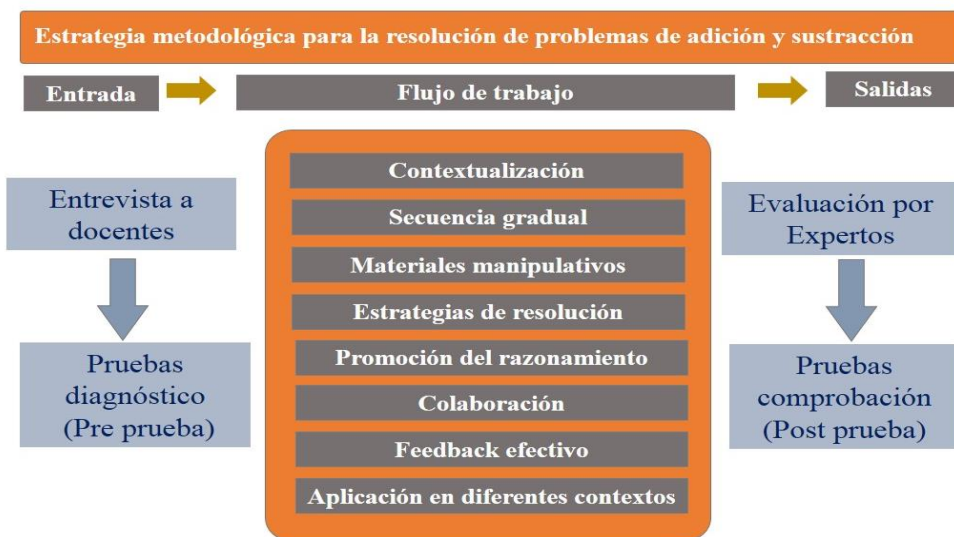 Estrategia metodológica para la resolución de problemas de adición y sustracción
Entrada
Flujo de trabajo
Salidas
Entrevista a
docentes
Pruebas
diagnóstico
(Pre prueba)
Contextualización
Secuencia gradual
Materiales manipulativos
Estrategias de resolución
Promoción del razonamiento
Colaboración
Feedback efectivo
Aplicación en diferentes contextos
Evaluación por
Expertos
Pruebas
comprobación
(Post prueba)